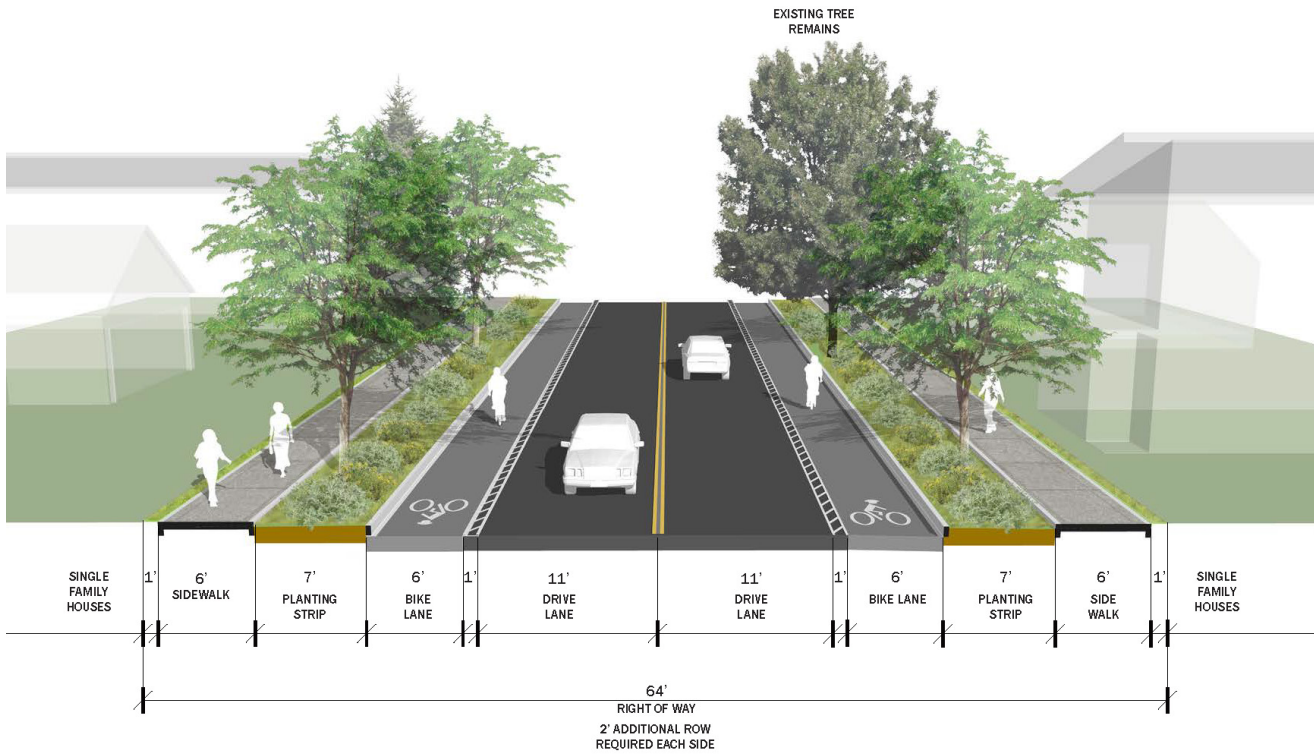 EXISTING TREE
REMAINS
SINGLE
FAMILY
HOUSES
1'
6'
SIDEWALK
7'
PLANTING
STRIP
6'
BIKE
LANE
1'
11'
DRIVE
LANE
11'
DRIVE
LANE
1'
6'
BIKE LANE
7'
PLANTING
STRIP
6'
SIDE
WALK
1'
SINGLE
FAMILY
HOUSES
64'
RIGHT OF WAY
2' ADDITIONAL ROW
REQUIRED EACH SIDE